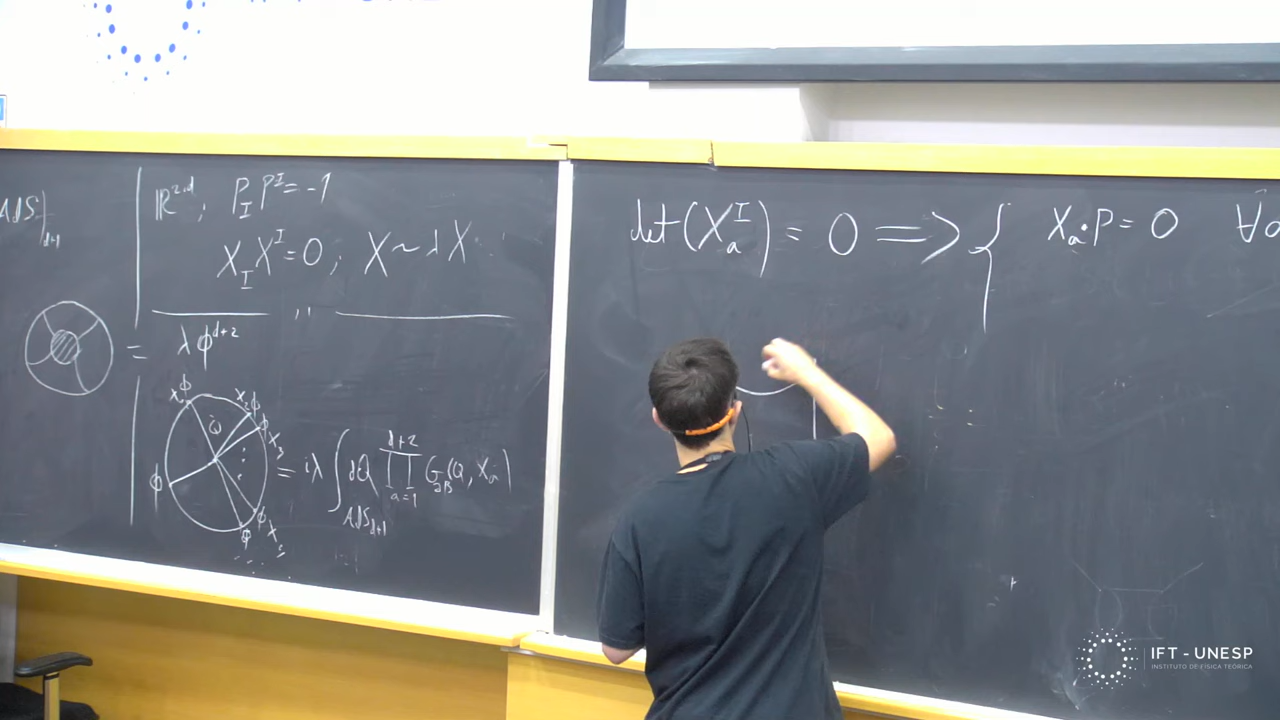 AdS)_{d+1}
ℝ^{2,d} ; P_I P^I = -1
X_I X^I = 0 ; X ~ λX
"
= λϕ^{d+2}
X_1 ϕ X_2 ϕ
Q ϕ X_3
ϕ = iλ ∫_{AdS_{d+1}} dQ ∏_{a=1}^{d+2} G_{∂B}(Q, X_a)
ϕ ϕ X_5
det(X_a^I) = 0 => { X_a·P = 0 ∀a
IFT - UNESP
INSTITUTO DE FÍSICA TEÓRICA